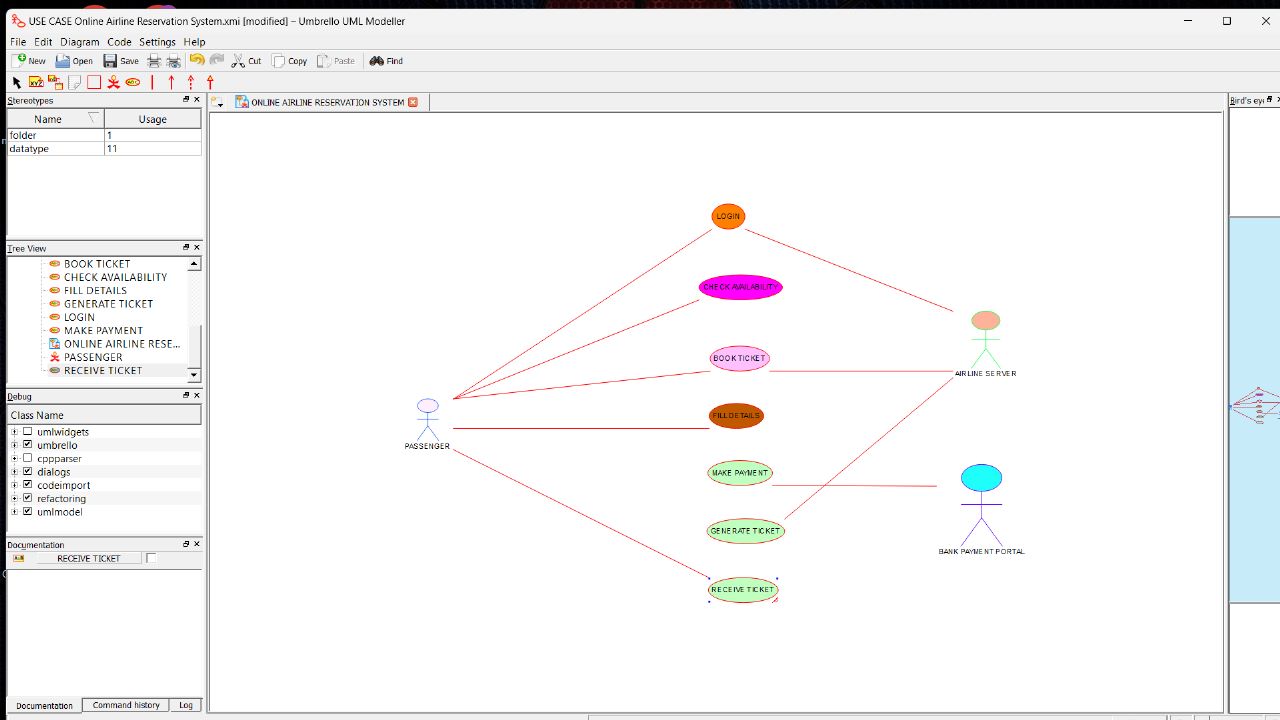 USE CASE Online Airline Reservation System.xmi [modified] – Umbrello UML Modeller
File Edit Diagram Code Settings Help
New Open Save Cut Copy Paste Find
Stereotypes
Name Usage
folder 1
datatype 11
Tree View
BOOK TICKET
CHECK AVAILABILITY
FILL DETAILS
GENERATE TICKET
LOGIN
MAKE PAYMENT
ONLINE AIRLINE RESE...
PASSENGER
RECEIVE TICKET
Debug
Class Name
umlwidgets
umbrello
cppparser
dialogs
codeimport
refactoring
umlmodel
Documentation
RECEIVE TICKET
Documentation Command history Log
ONLINE AIRLINE RESERVATION SYSTEM
LOGIN
CHECK AVAILABILITY
BOOK TICKET
AIRLINE SERVER
FILL DETAILS
PASSENGER
MAKE PAYMENT
GENERATE TICKET
BANK PAYMENT PORTAL
RECEIVE TICKET
Bird's ey